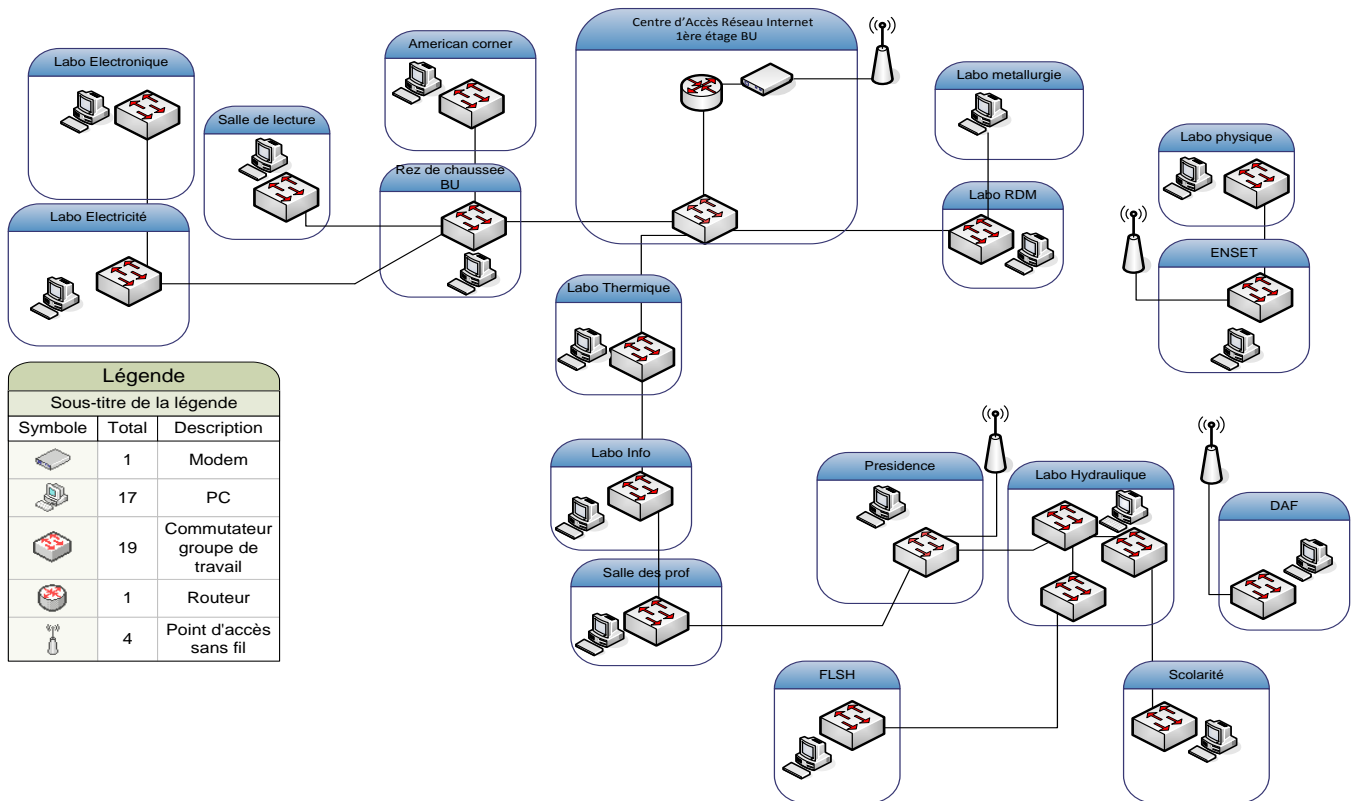 Centre d'Accès Réseau Internet
1ère étage BU
American corner
Labo Electronique
Labo metallurgie
Salle de lecture
Labo physique
Rez de chaussee
BU
Labo RDM
Labo Electricité
ENSET
Labo Thermique
Légende
Sous-titre de la légende
Symbole Total Description
1 Modem
17 PC
19 Commutateur
groupe de
travail
1 Routeur
4 Point d'accès
sans fil
Labo Info
Presidence
Labo Hydraulique
DAF
Salle des prof
FLSH
Scolarité